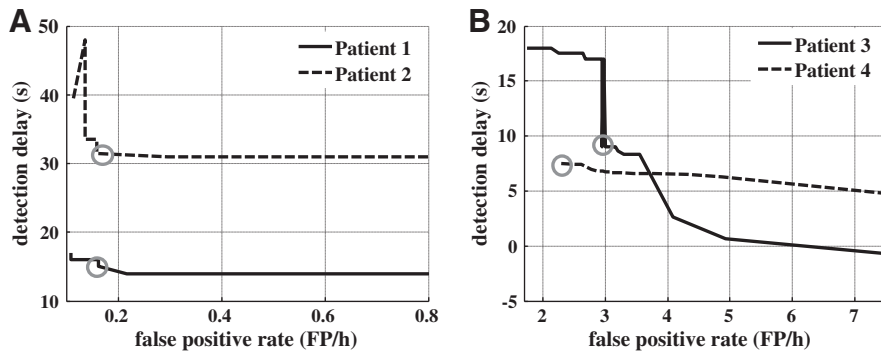 A
50
40
30
20
10
detection delay (s)
Patient 1
Patient 2
0.2 0.4 0.6 0.8
false positive rate (FP/h)
B
20
15
10
5
0
-5
detection delay (s)
Patient 3
Patient 4
2 3 4 5 6 7
false positive rate (FP/h)